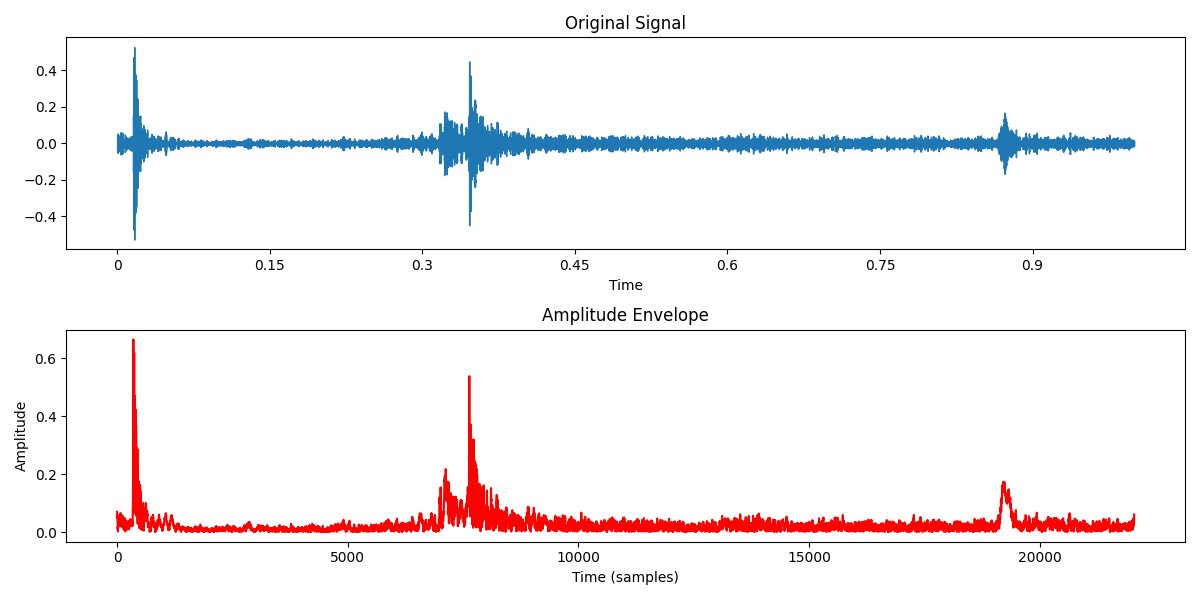 Original Signal
0.4
0.2
0.0
−0.2
−0.4
0 0.15 0.3 0.45 0.6 0.75 0.9
Time
Amplitude Envelope
Amplitude
0.6
0.4
0.2
0.0
0 5000 10000 15000 20000
Time (samples)